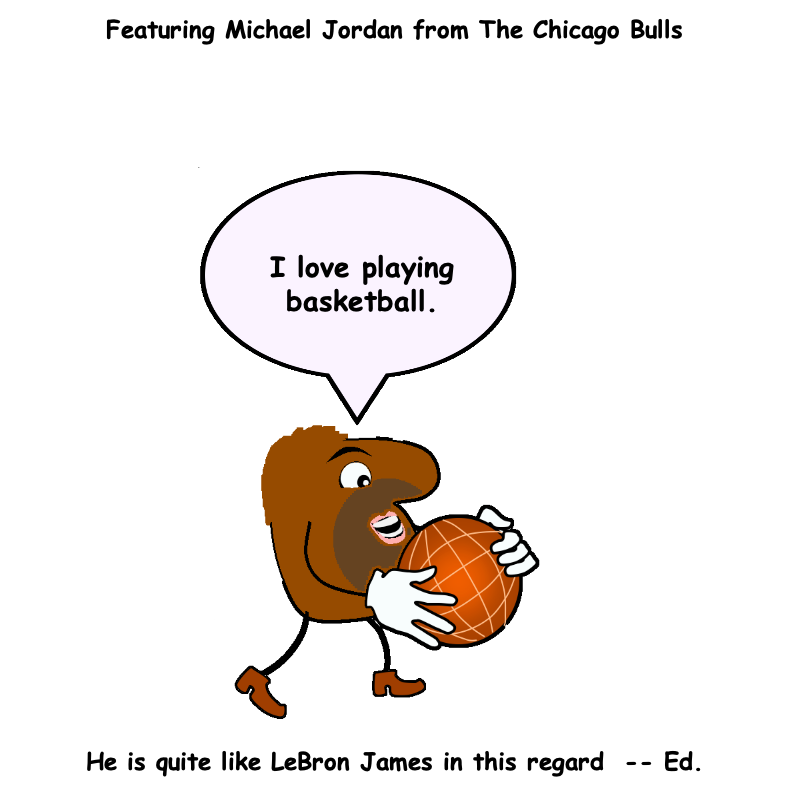 Featuring Michael Jordan from The Chicago Bulls
I love playing
basketball.
He is quite like LeBron James in this regard  -- Ed.